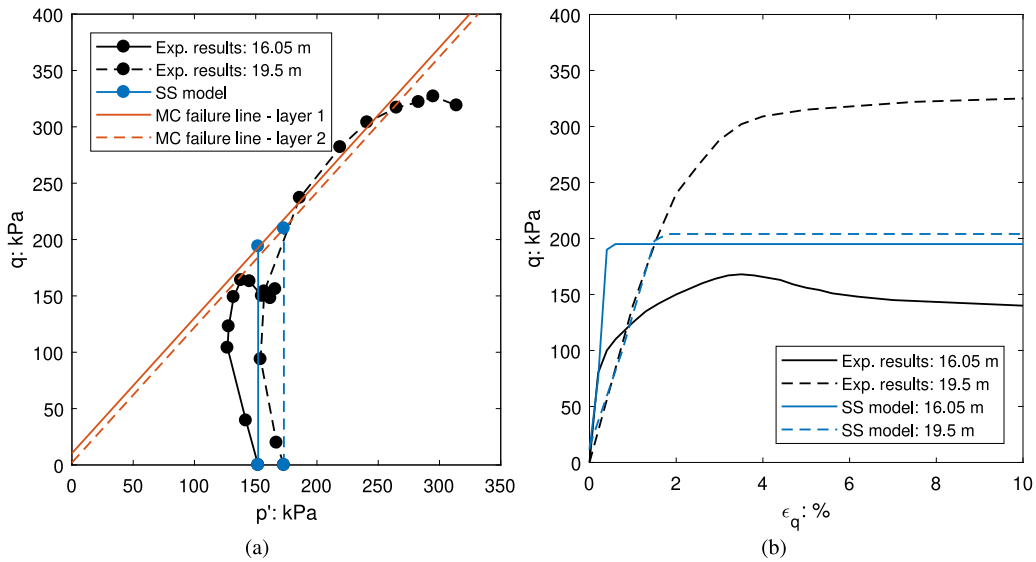 400
350
300
250
200
150
100
50
0
q: kPa
Exp. results: 16.05 m
Exp. results: 19.5 m
SS model
MC failure line - layer 1
MC failure line - layer 2
0 50 100 150 200 250 300 350
p': kPa
(a)
400
350
300
250
200
150
100
50
0
q: kPa
Exp. results: 16.05 m
Exp. results: 19.5 m
SS model: 16.05 m
SS model: 19.5 m
0 2 4 6 8 10
ϵq: %
(b)